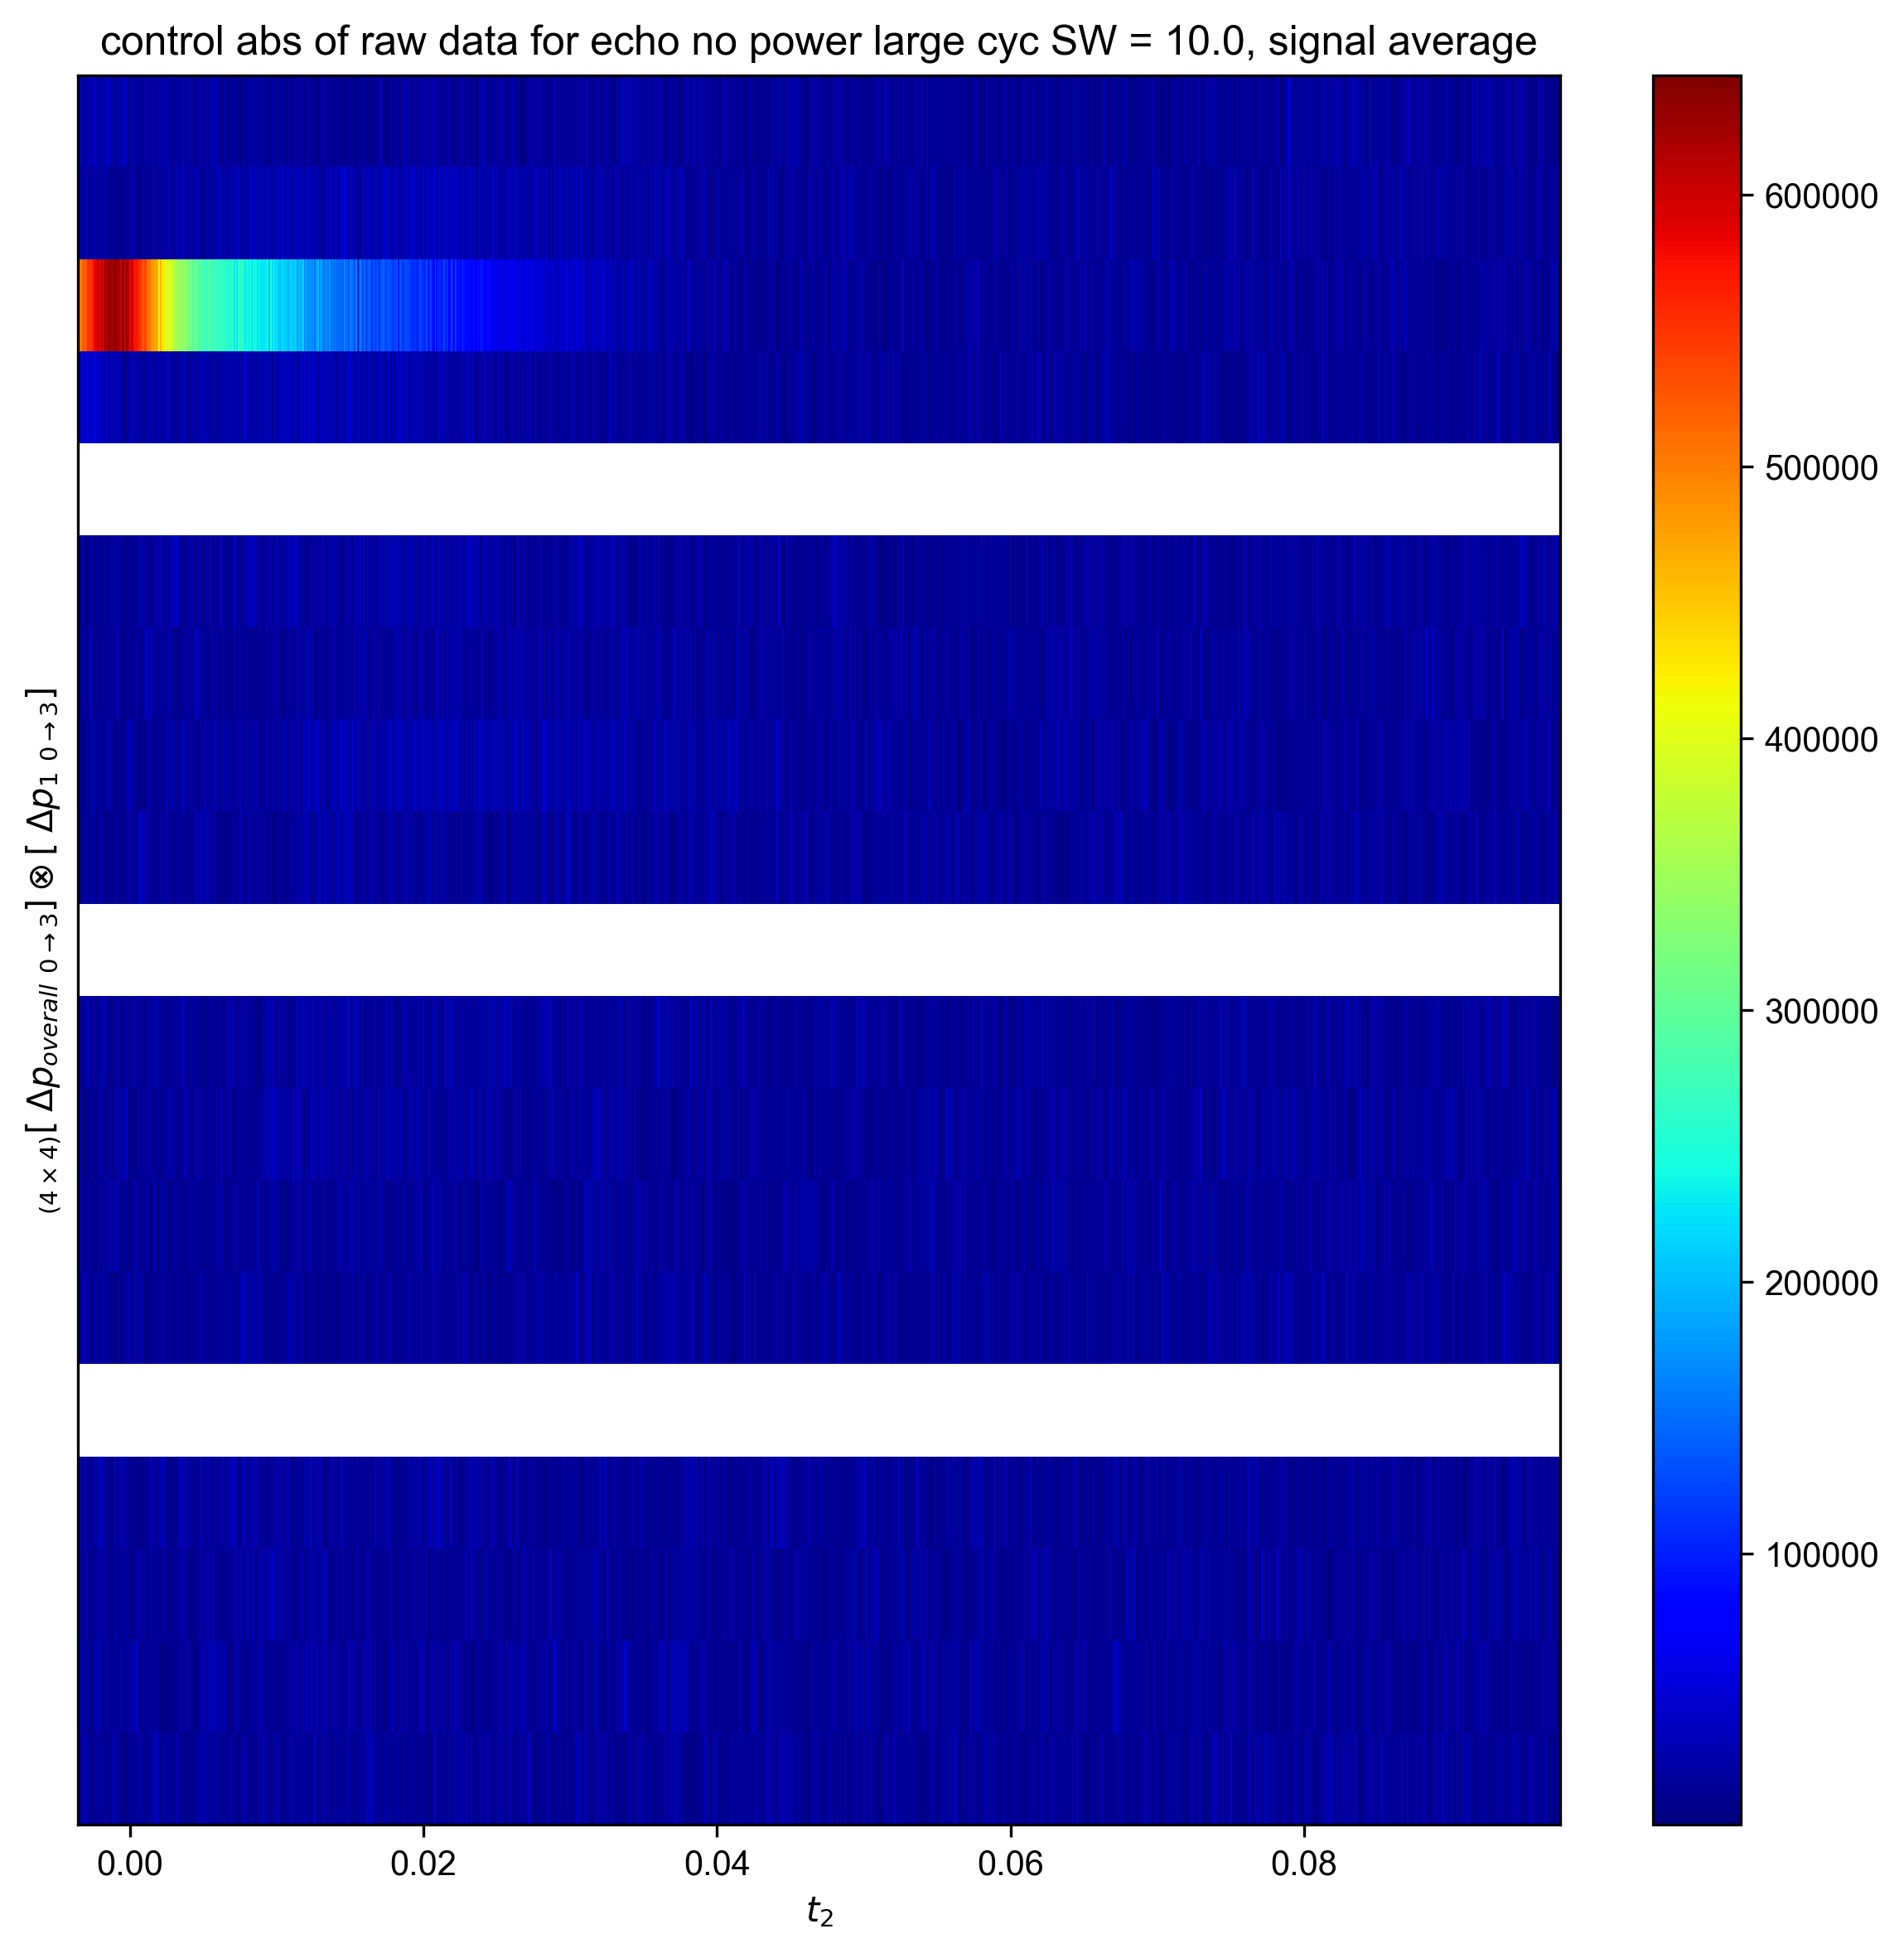 control abs of raw data for echo no power large cyc SW = 10.0, signal average
(4 × 4)[ Δp_overall 0→3] ⊗ [ Δp_1 0→3]
600000
500000
400000
300000
200000
100000
0.00 0.02 0.04 0.06 0.08
t_2